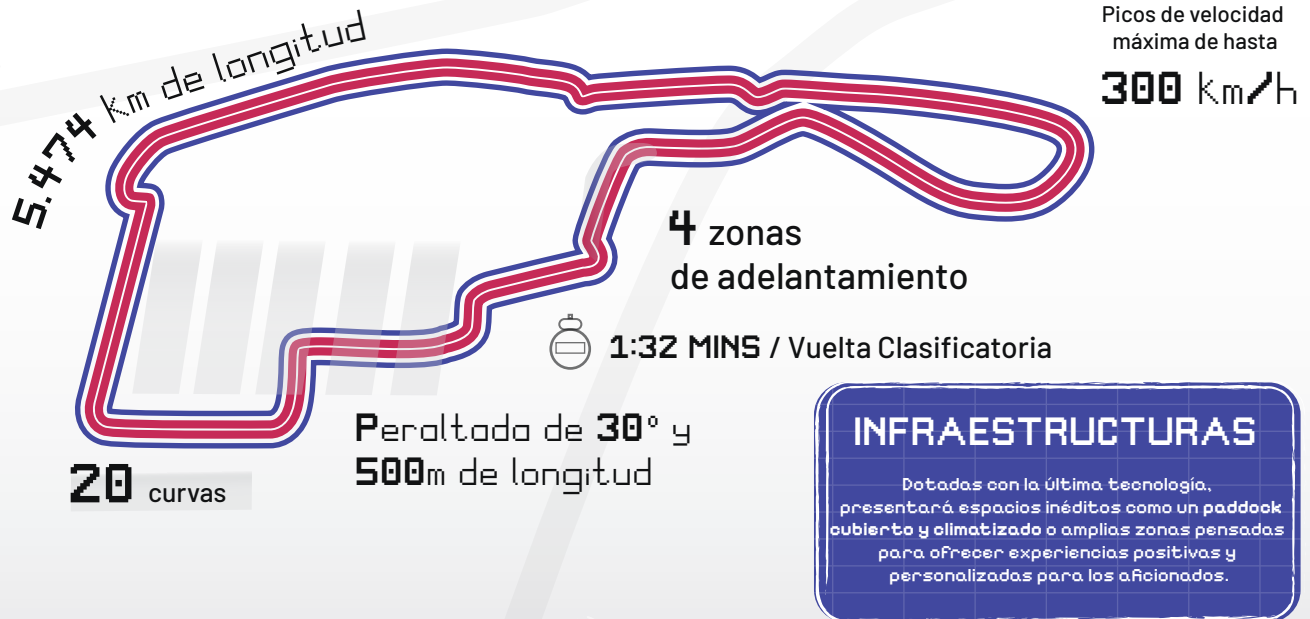 5.474 km de longitud
Picos de velocidad
máxima de hasta
300 km/h
4 zonas
de adelantamiento
1:32 MINS / Vuelta Clasificatoria
Peraltada de 30° y
500m de longitud
20 curvas
INFRAESTRUCTURAS
Dotadas con la última tecnología,
presentará espacios inéditos como un paddock
cubierto y climatizado o amplias zonas pensadas
para ofrecer experiencias positivas y
personalizadas para los aficionados.